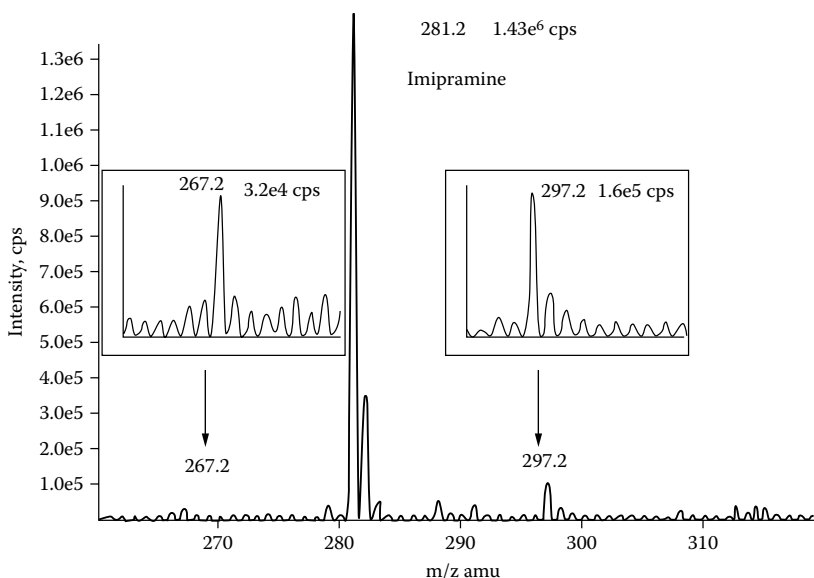 281.2 1.43e⁶ cps
Imipramine
1.3e6
1.2e6
1.1e6
1.0e6
9.0e5
8.0e5
7.0e5
6.0e5
5.0e5
4.0e5
3.0e5
2.0e5
1.0e5
Intensity, cps
267.2 3.2e4 cps
297.2 1.6e5 cps
267.2
297.2
270 280 290 300 310
m/z amu